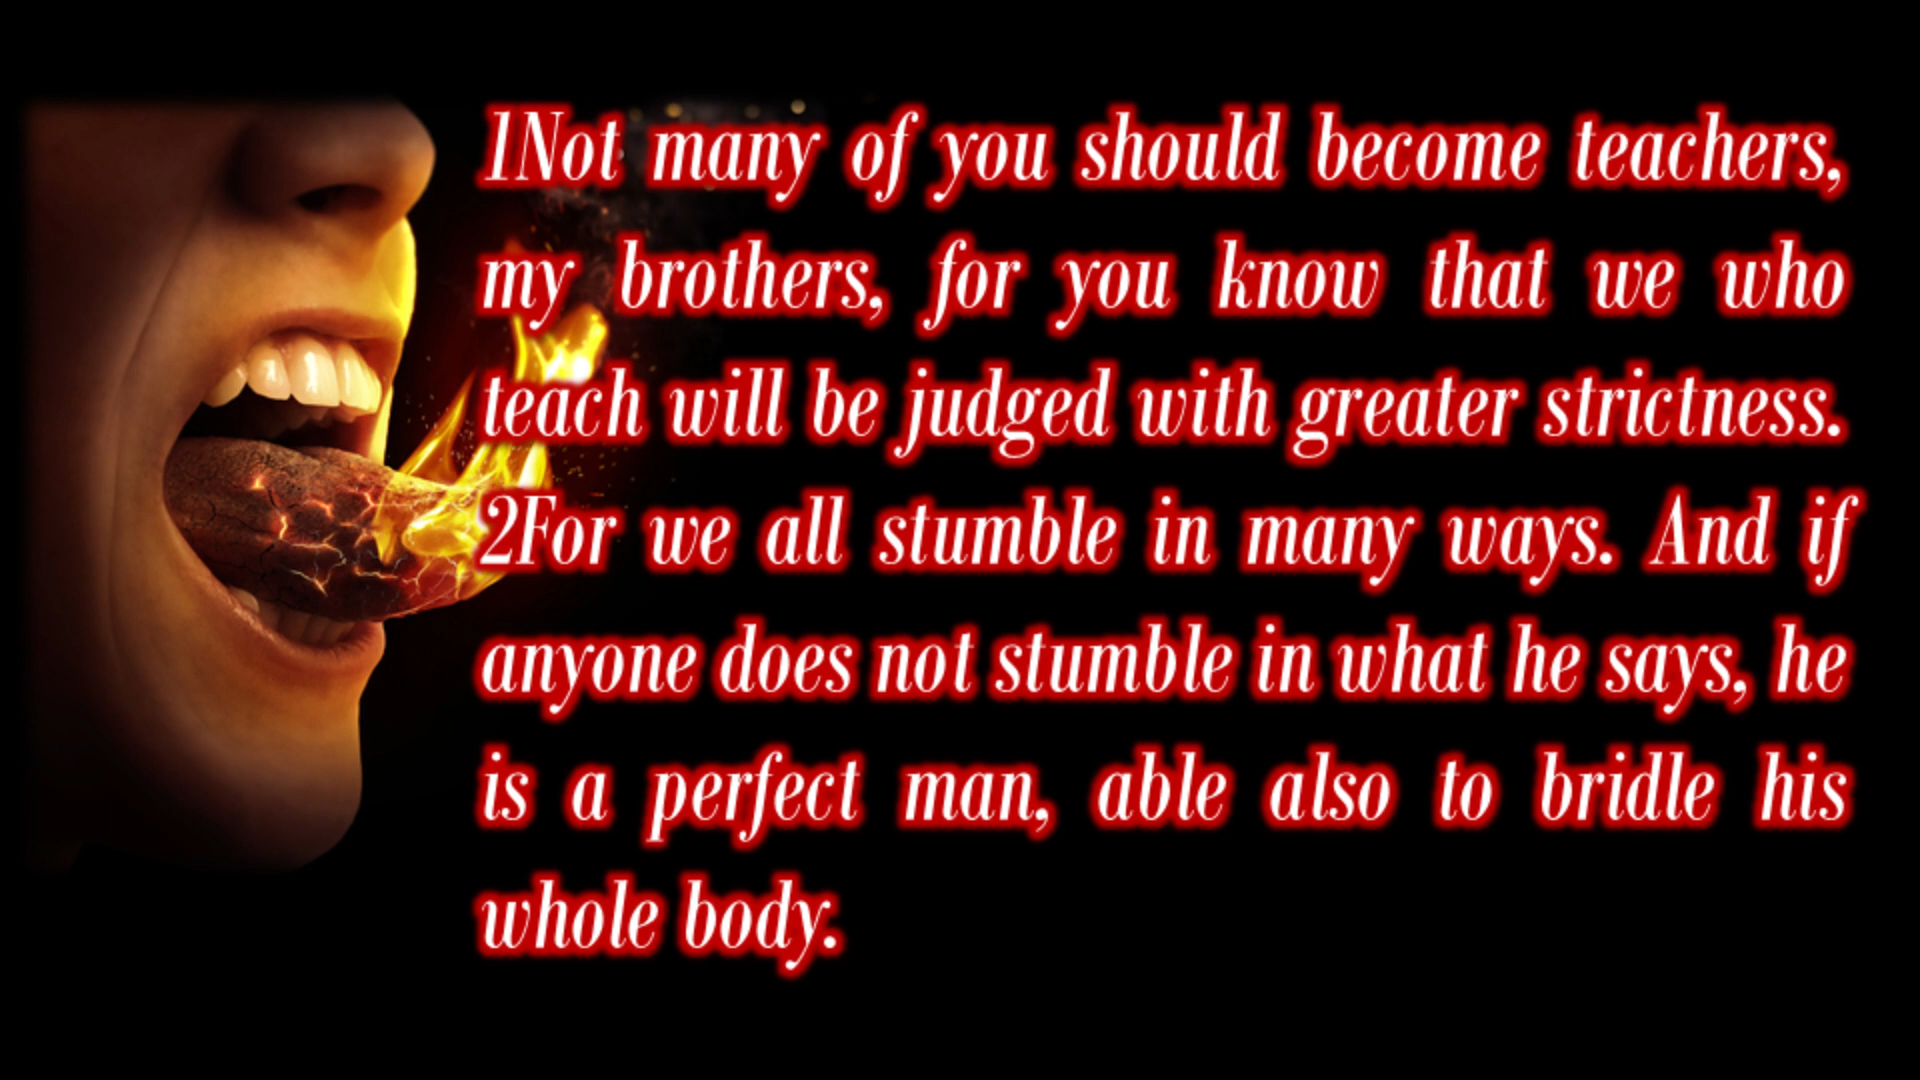 1Not many of you should become teachers,
my brothers, for you know that we who
teach will be judged with greater strictness.
2For we all stumble in many ways. And if
anyone does not stumble in what he says, he
is a perfect man, able also to bridle his
whole body.